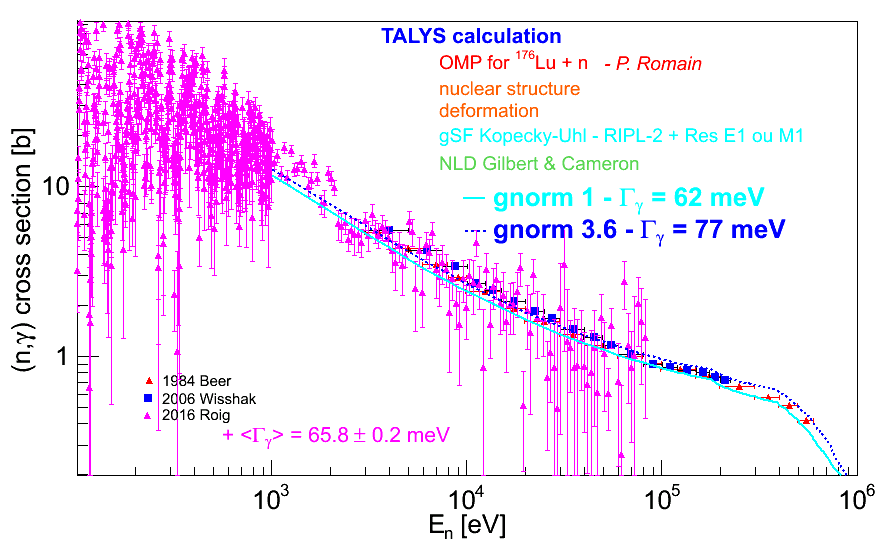 TALYS calculation
OMP for ¹⁷⁶Lu + n - P. Romain
nuclear structure
deformation
gSF Kopecky-Uhl - RIPL-2 + Res E1 ou M1
NLD Gilbert & Cameron
gnorm 1 - Γγ = 62 meV
gnorm 3.6 - Γγ = 77 meV
(n,γ) cross section [b]
10
1
1984 Beer
2006 Wisshak
2016 Roig
+ <Γγ> = 65.8 ± 0.2 meV
10³ 10⁴ 10⁵ 10⁶
Eₙ [eV]